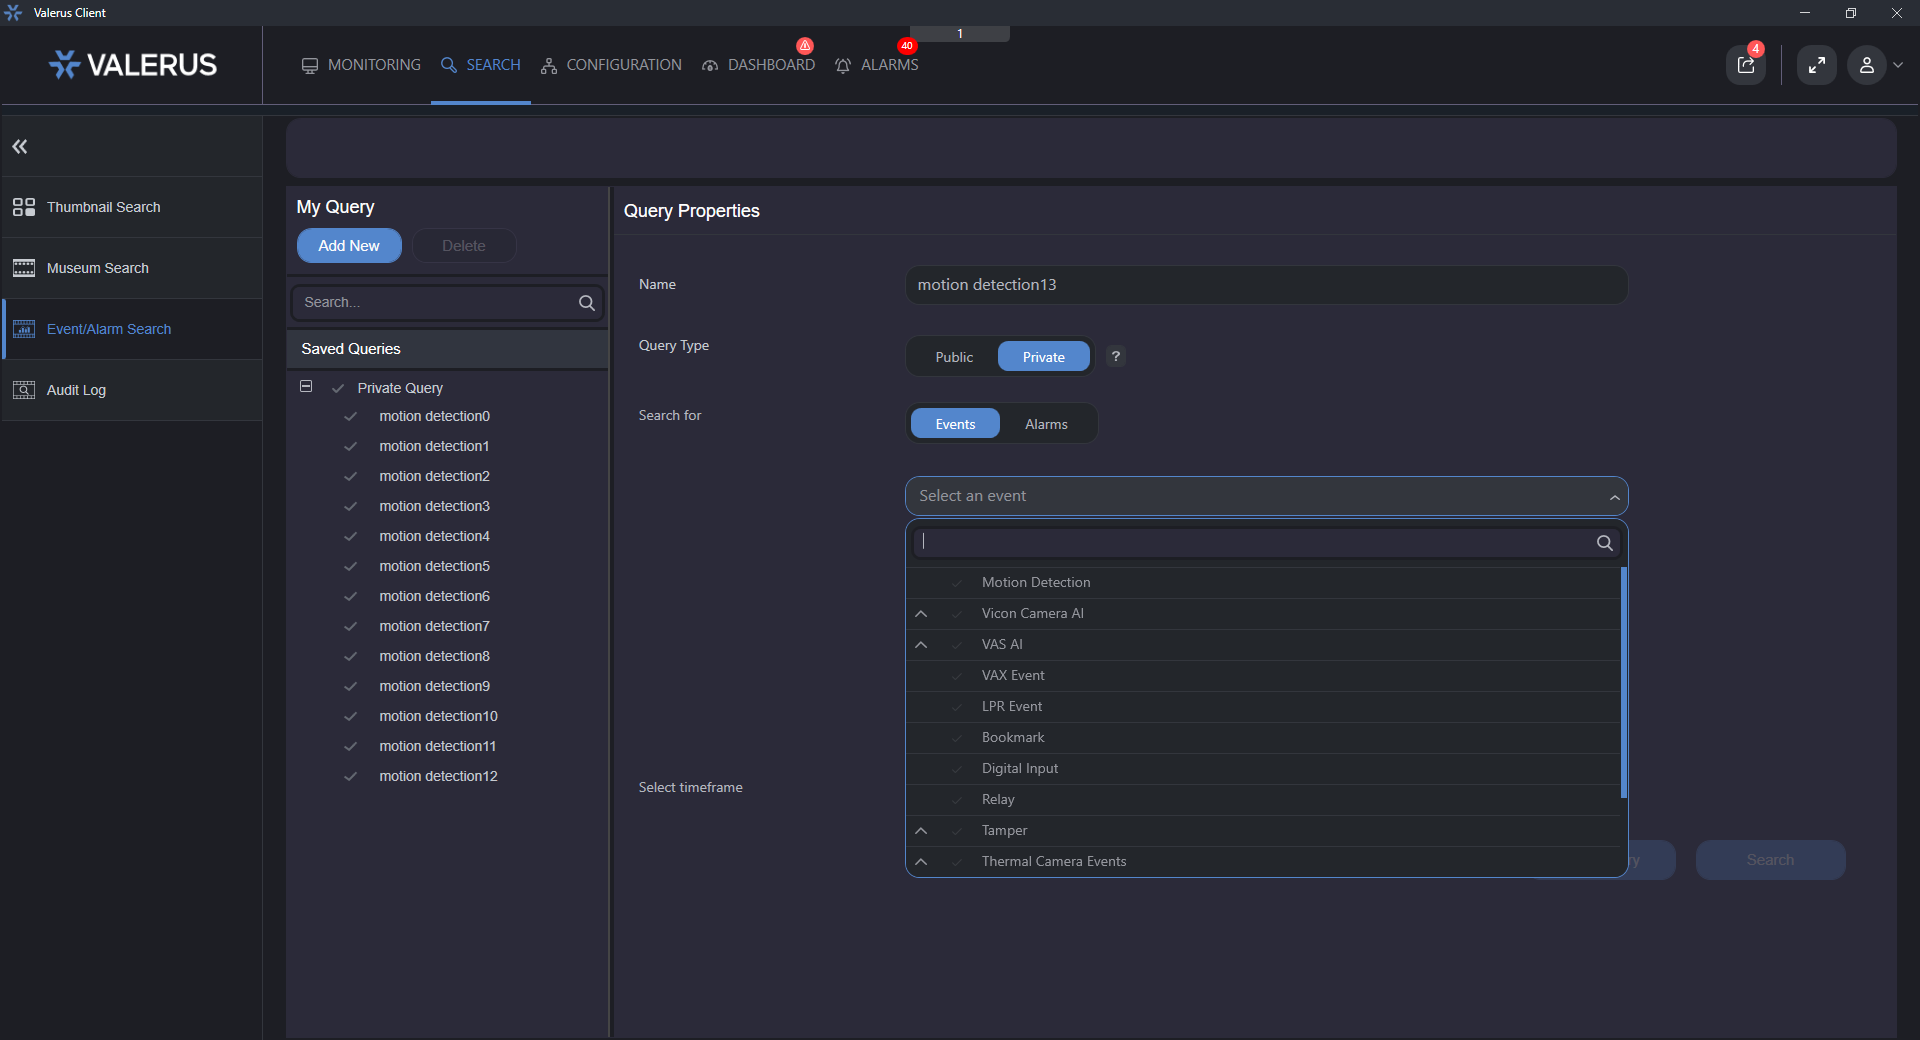 Valerus Client
VALERUS
MONITORING
SEARCH
CONFIGURATION
DASHBOARD
ALARMS
40
1
4
Thumbnail Search
Museum Search
Event/Alarm Search
Audit Log
My Query
Add New
Delete
Search...
Saved Queries
Private Query
motion detection0
motion detection1
motion detection2
motion detection3
motion detection4
motion detection5
motion detection6
motion detection7
motion detection8
motion detection9
motion detection10
motion detection11
motion detection12
Query Properties
Name
motion detection13
Query Type
Public
Private
?
Search for
Events
Alarms
Select an event
Motion Detection
Vicon Camera AI
VAS AI
VAX Event
LPR Event
Bookmark
Digital Input
Relay
Tamper
Thermal Camera Events
Select timeframe
Search